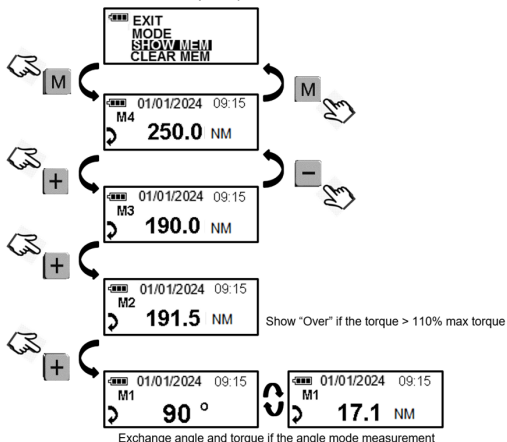 EXIT
MODE
SHOW MEM
CLEAR MEM
M
M
01/01/2024 09:15
M4
250.0 NM
+
−
01/01/2024 09:15
M3
190.0 NM
+
01/01/2024 09:15
M2
191.5 NM
Show “Over” if the torque > 110% max torque
+
01/01/2024 09:15
M1
90 °
01/01/2024 09:15
M1
17.1 NM
Exchange angle and torque if the angle mode measurement